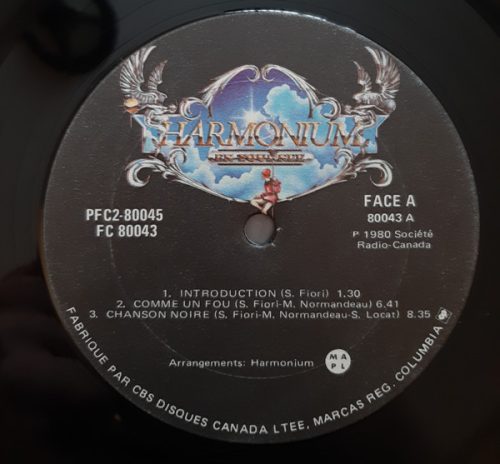 HARMONIUM
EN TOURNÉE
PFC2-80045
FC 80043
FACE A
80043 A
P 1980 Société
Radio-Canada
1. INTRODUCTION (S. Fiori) 1.30
2. COMME UN FOU (S. Fiori-M. Normandeau) 6,41
3. CHANSON NOIRE (S. Fiori-M. Normandeau-S. Locat) 8.35
Arrangements: Harmonium
M A
P L
FABRIQUE PAR CBS DISQUES CANADA LTEE, MARCAS REG. COLUMBIA